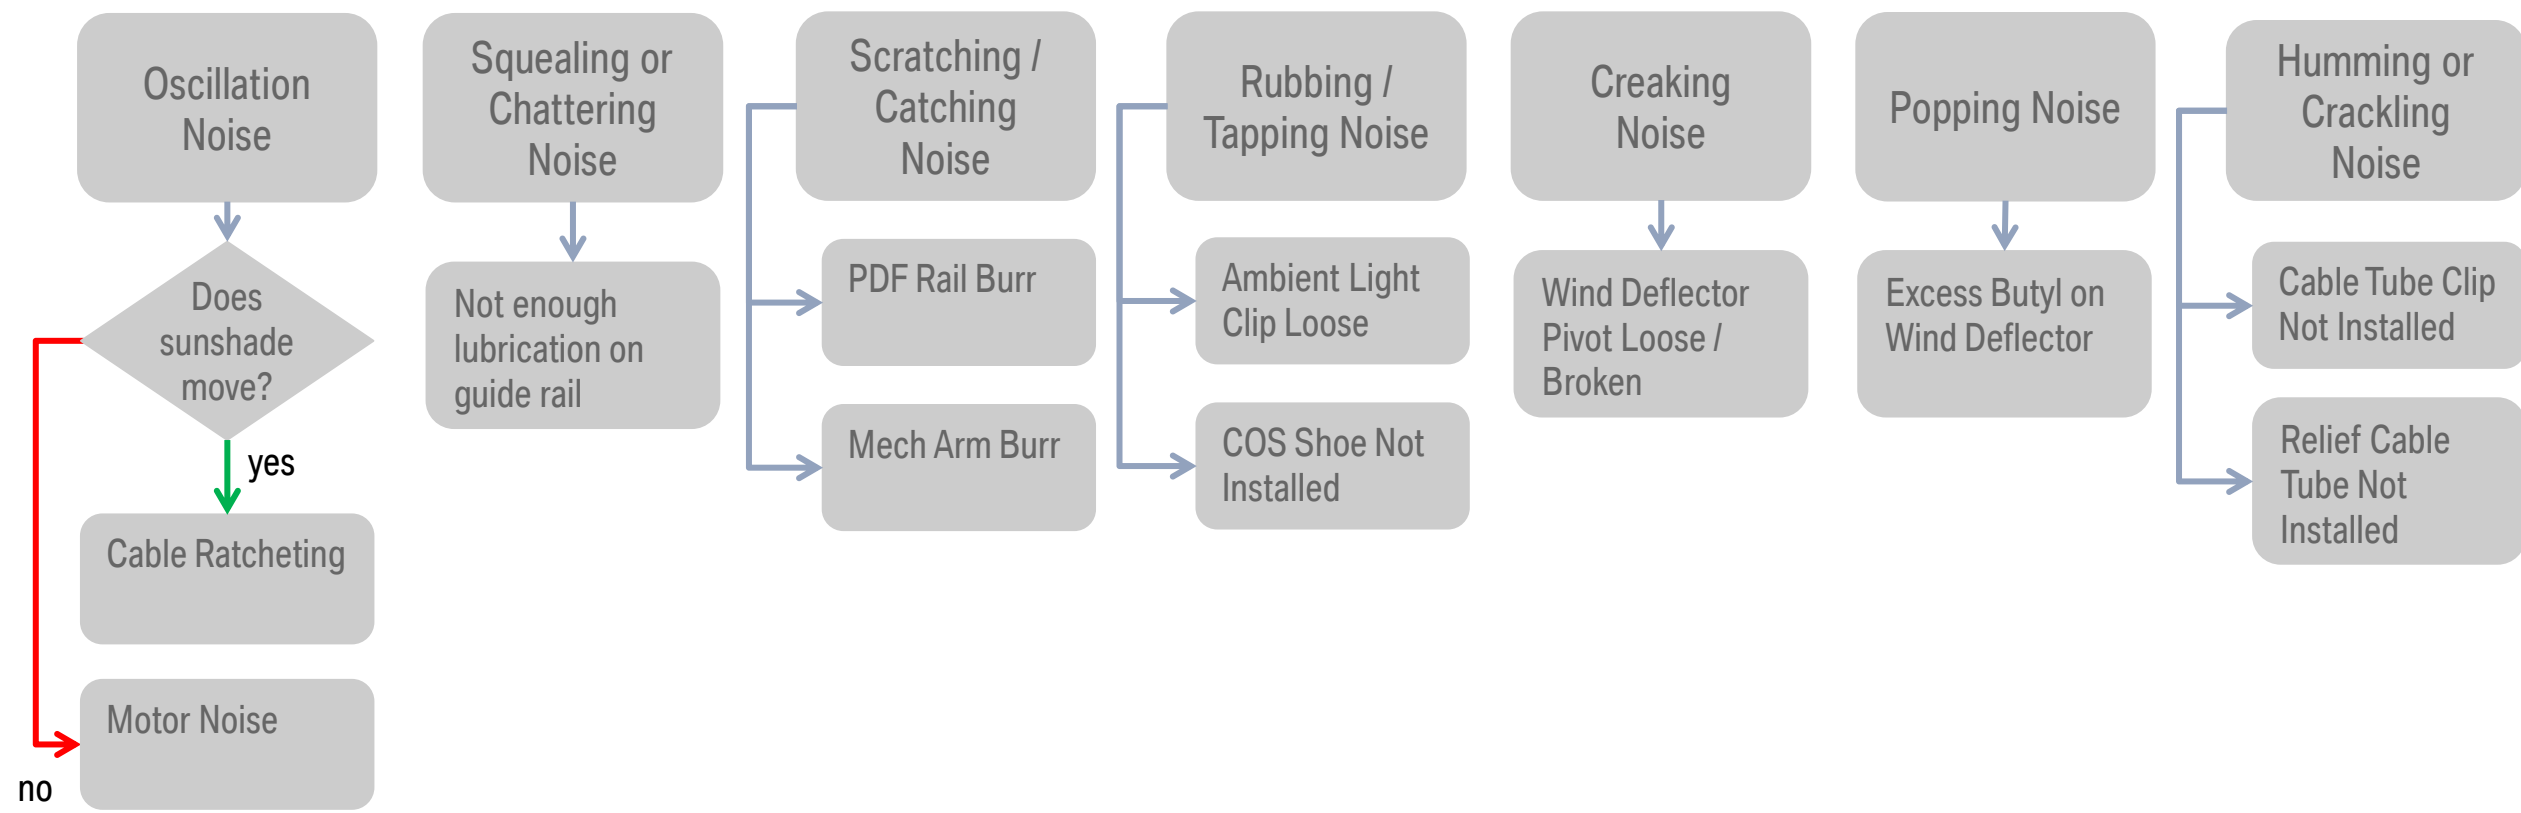 Oscillation
Noise
Does
sunshade
move?
yes
Cable Ratcheting
Motor Noise
no
Squealing or
Chattering
Noise
Not enough
lubrication on
guide rail
Scratching /
Catching
Noise
PDF Rail Burr
Mech Arm Burr
Rubbing /
Tapping Noise
Ambient Light
Clip Loose
COS Shoe Not
Installed
Creaking
Noise
Wind Deflector
Pivot Loose /
Broken
Popping Noise
Excess Butyl on
Wind Deflector
Humming or
Crackling
Noise
Cable Tube Clip
Not Installed
Relief Cable
Tube Not
Installed